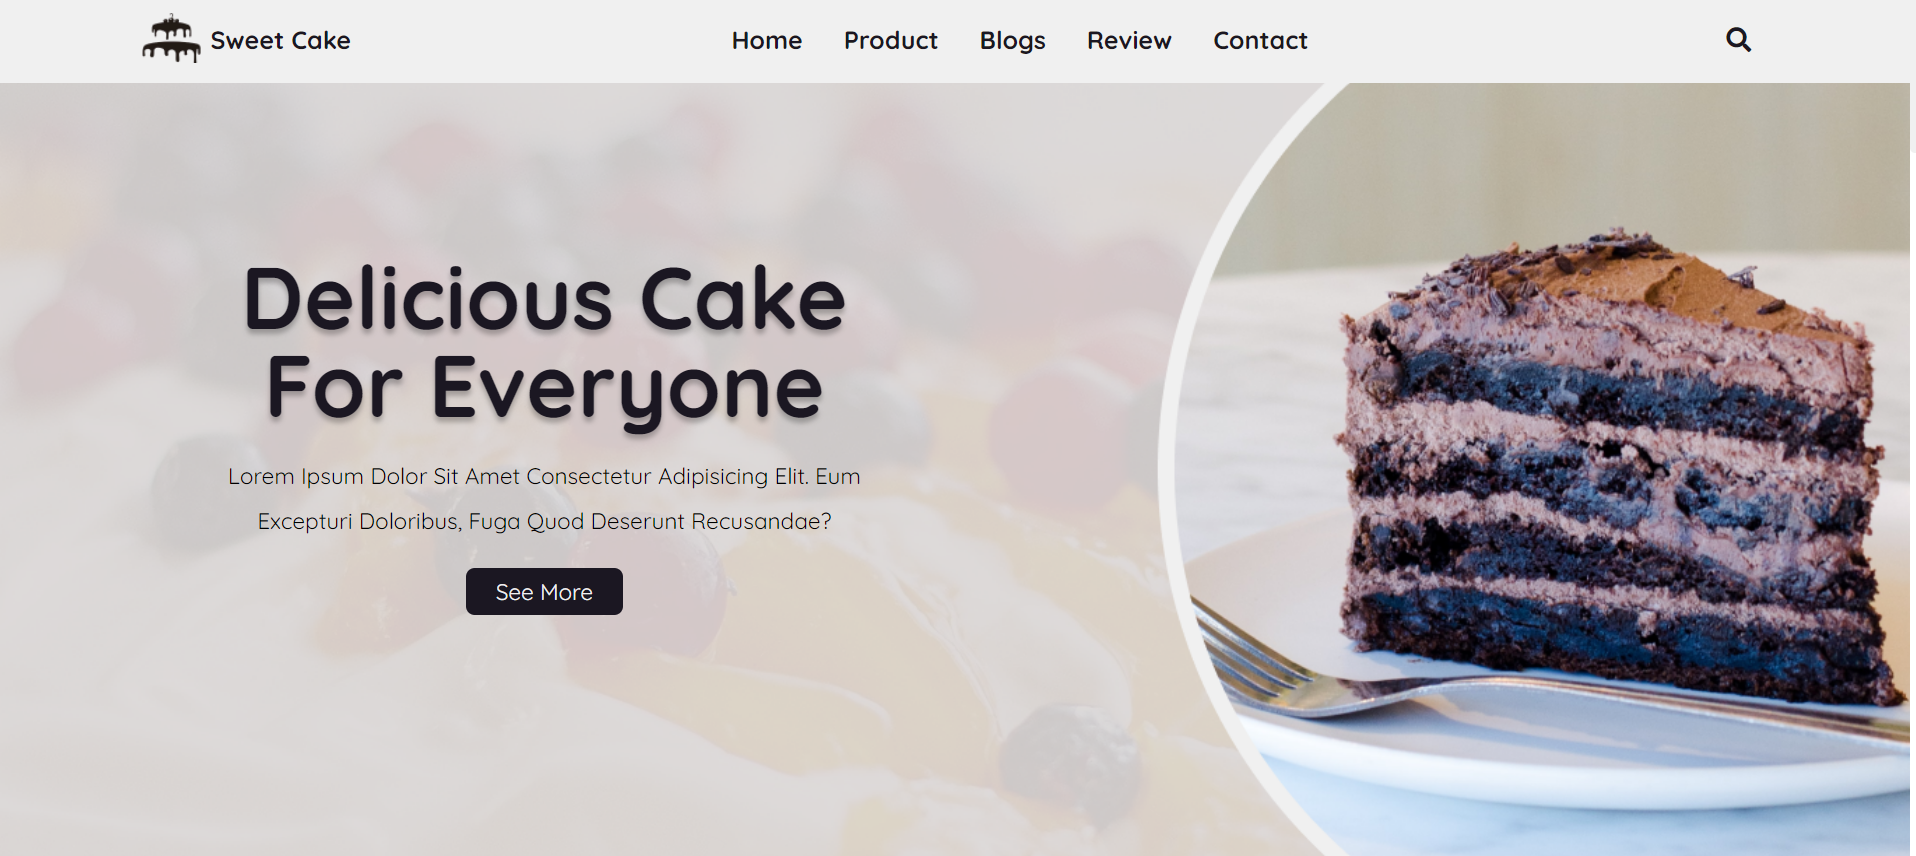 Sweet Cake
Home Product Blogs Review Contact
Delicious Cake
For Everyone
Lorem Ipsum Dolor Sit Amet Consectetur Adipisicing Elit. Eum
Excepturi Doloribus, Fuga Quod Deserunt Recusandae?
See More